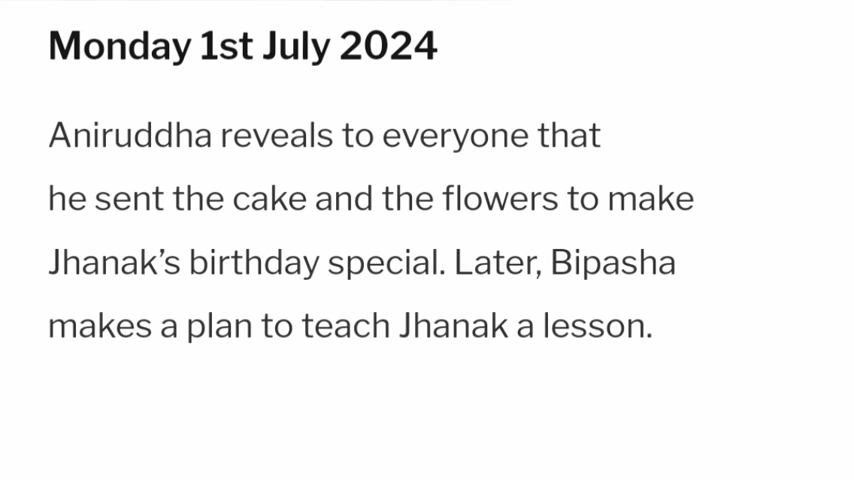 Monday 1st July 2024
Aniruddha reveals to everyone that
he sent the cake and the flowers to make
Jhanak’s birthday special. Later, Bipasha
makes a plan to teach Jhanak a lesson.